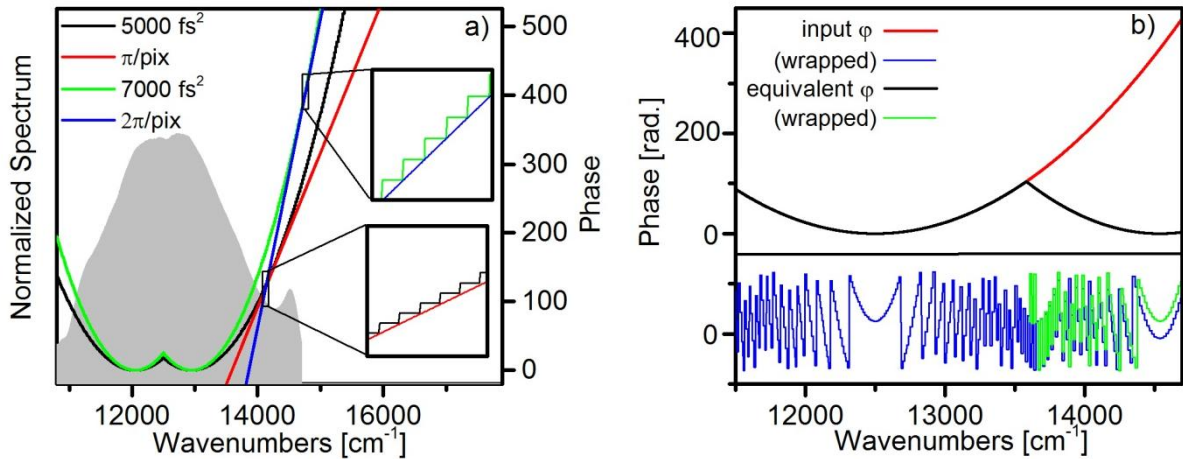 5000 fs²
π/pix
7000 fs²
2π/pix
a)
Normalized Spectrum
500
400
300
200
100
0
Phase
12000 14000 16000
Wavenumbers [cm⁻¹]
b)
input φ
(wrapped)
equivalent φ
(wrapped)
Phase [rad.]
400
200
0
0
12000 13000 14000
Wavenumbers [cm⁻¹]